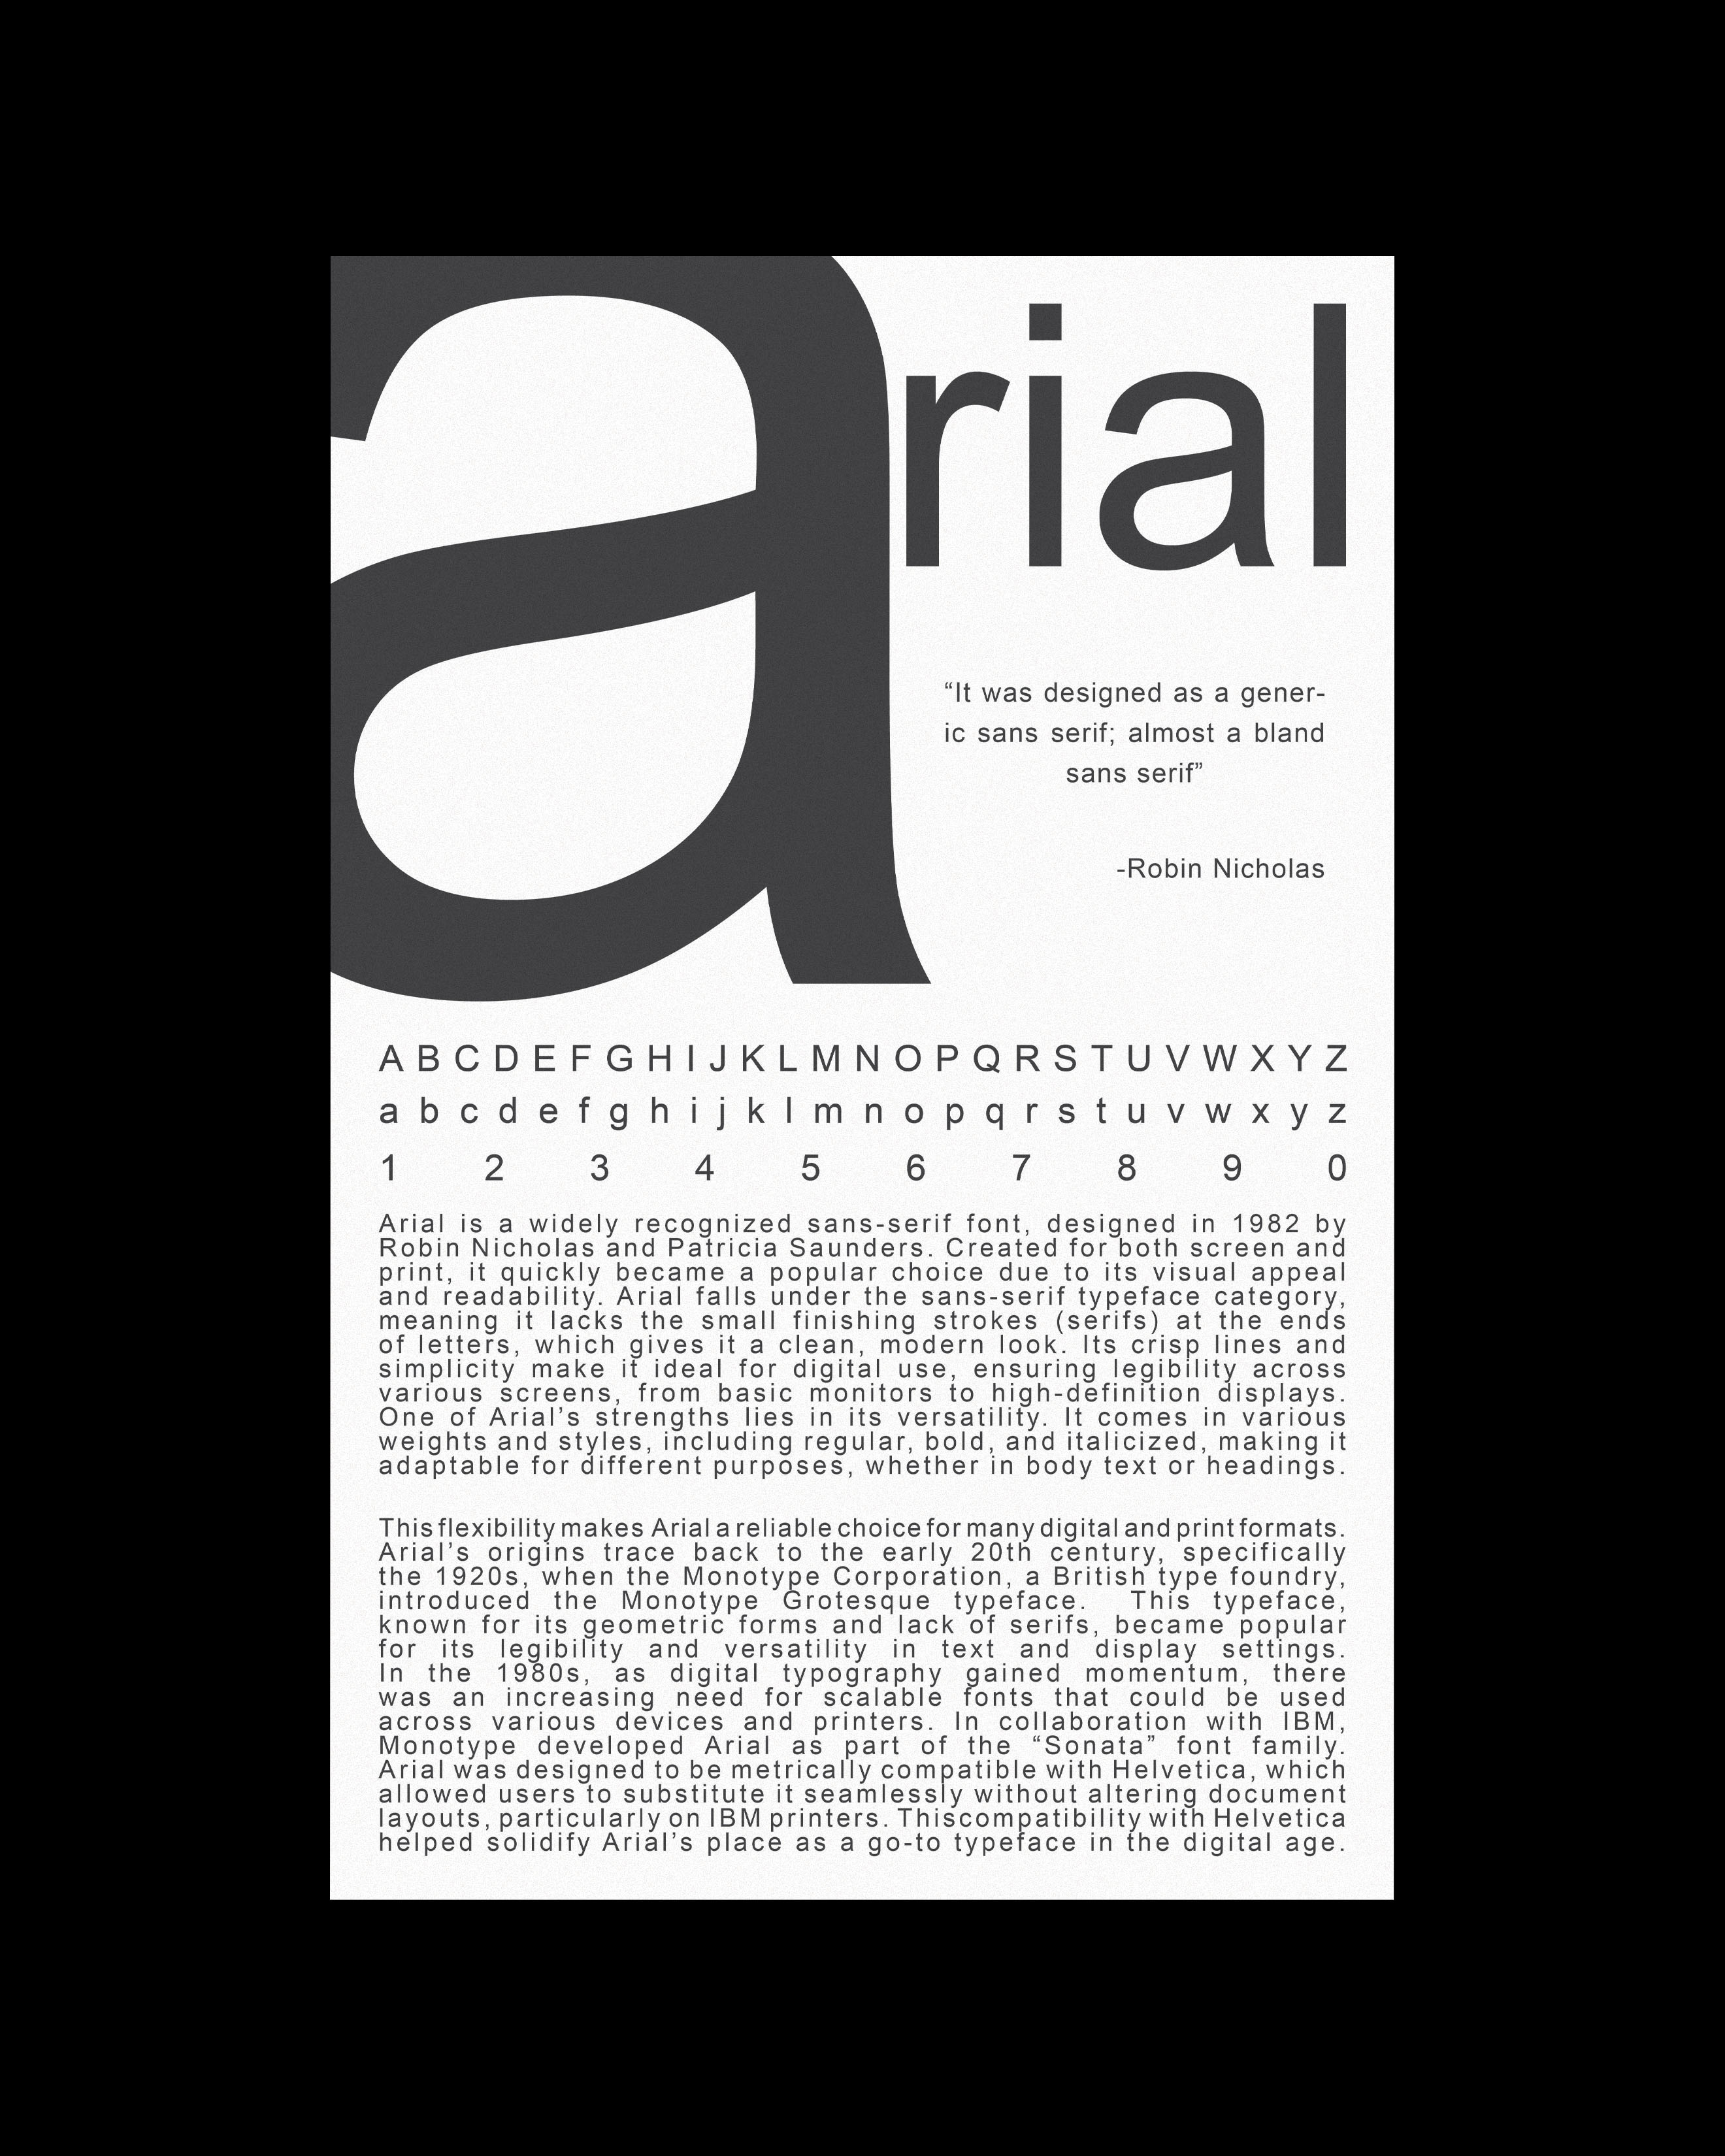 arial
“It was designed as a gener-
ic sans serif; almost a bland
sans serif”
-Robin Nicholas
A B C D E F G H I J K L M N O P Q R S T U V W X Y Z
a b c d e f g h i j k l m n o p q r s t u v w x y z
1 2 3 4 5 6 7 8 9 0
Arial is a widely recognized sans-serif font, designed in 1982 by
Robin Nicholas and Patricia Saunders. Created for both screen and
print, it quickly became a popular choice due to its visual appeal
and readability. Arial falls under the sans-serif typeface category,
meaning it lacks the small finishing strokes (serifs) at the ends
of letters, which gives it a clean, modern look. Its crisp lines and
simplicity make it ideal for digital use, ensuring legibility across
various screens, from basic monitors to high-definition displays.
One of Arial’s strengths lies in its versatility. It comes in various
weights and styles, including regular, bold, and italicized, making it
adaptable for different purposes, whether in body text or headings.
This flexibility makes Arial a reliable choice for many digital and print formats.
Arial’s origins trace back to the early 20th century, specifically
the 1920s, when the Monotype Corporation, a British type foundry,
introduced the Monotype Grotesque typeface. This typeface,
known for its geometric forms and lack of serifs, became popular
for its legibility and versatility in text and display settings.
In the 1980s, as digital typography gained momentum, there
was an increasing need for scalable fonts that could be used
across various devices and printers. In collaboration with IBM,
Monotype developed Arial as part of the “Sonata” font family.
Arial was designed to be metrically compatible with Helvetica, which
allowed users to substitute it seamlessly without altering document
layouts, particularly on IBM printers. Thiscompatibility with Helvetica
helped solidify Arial’s place as a go-to typeface in the digital age.